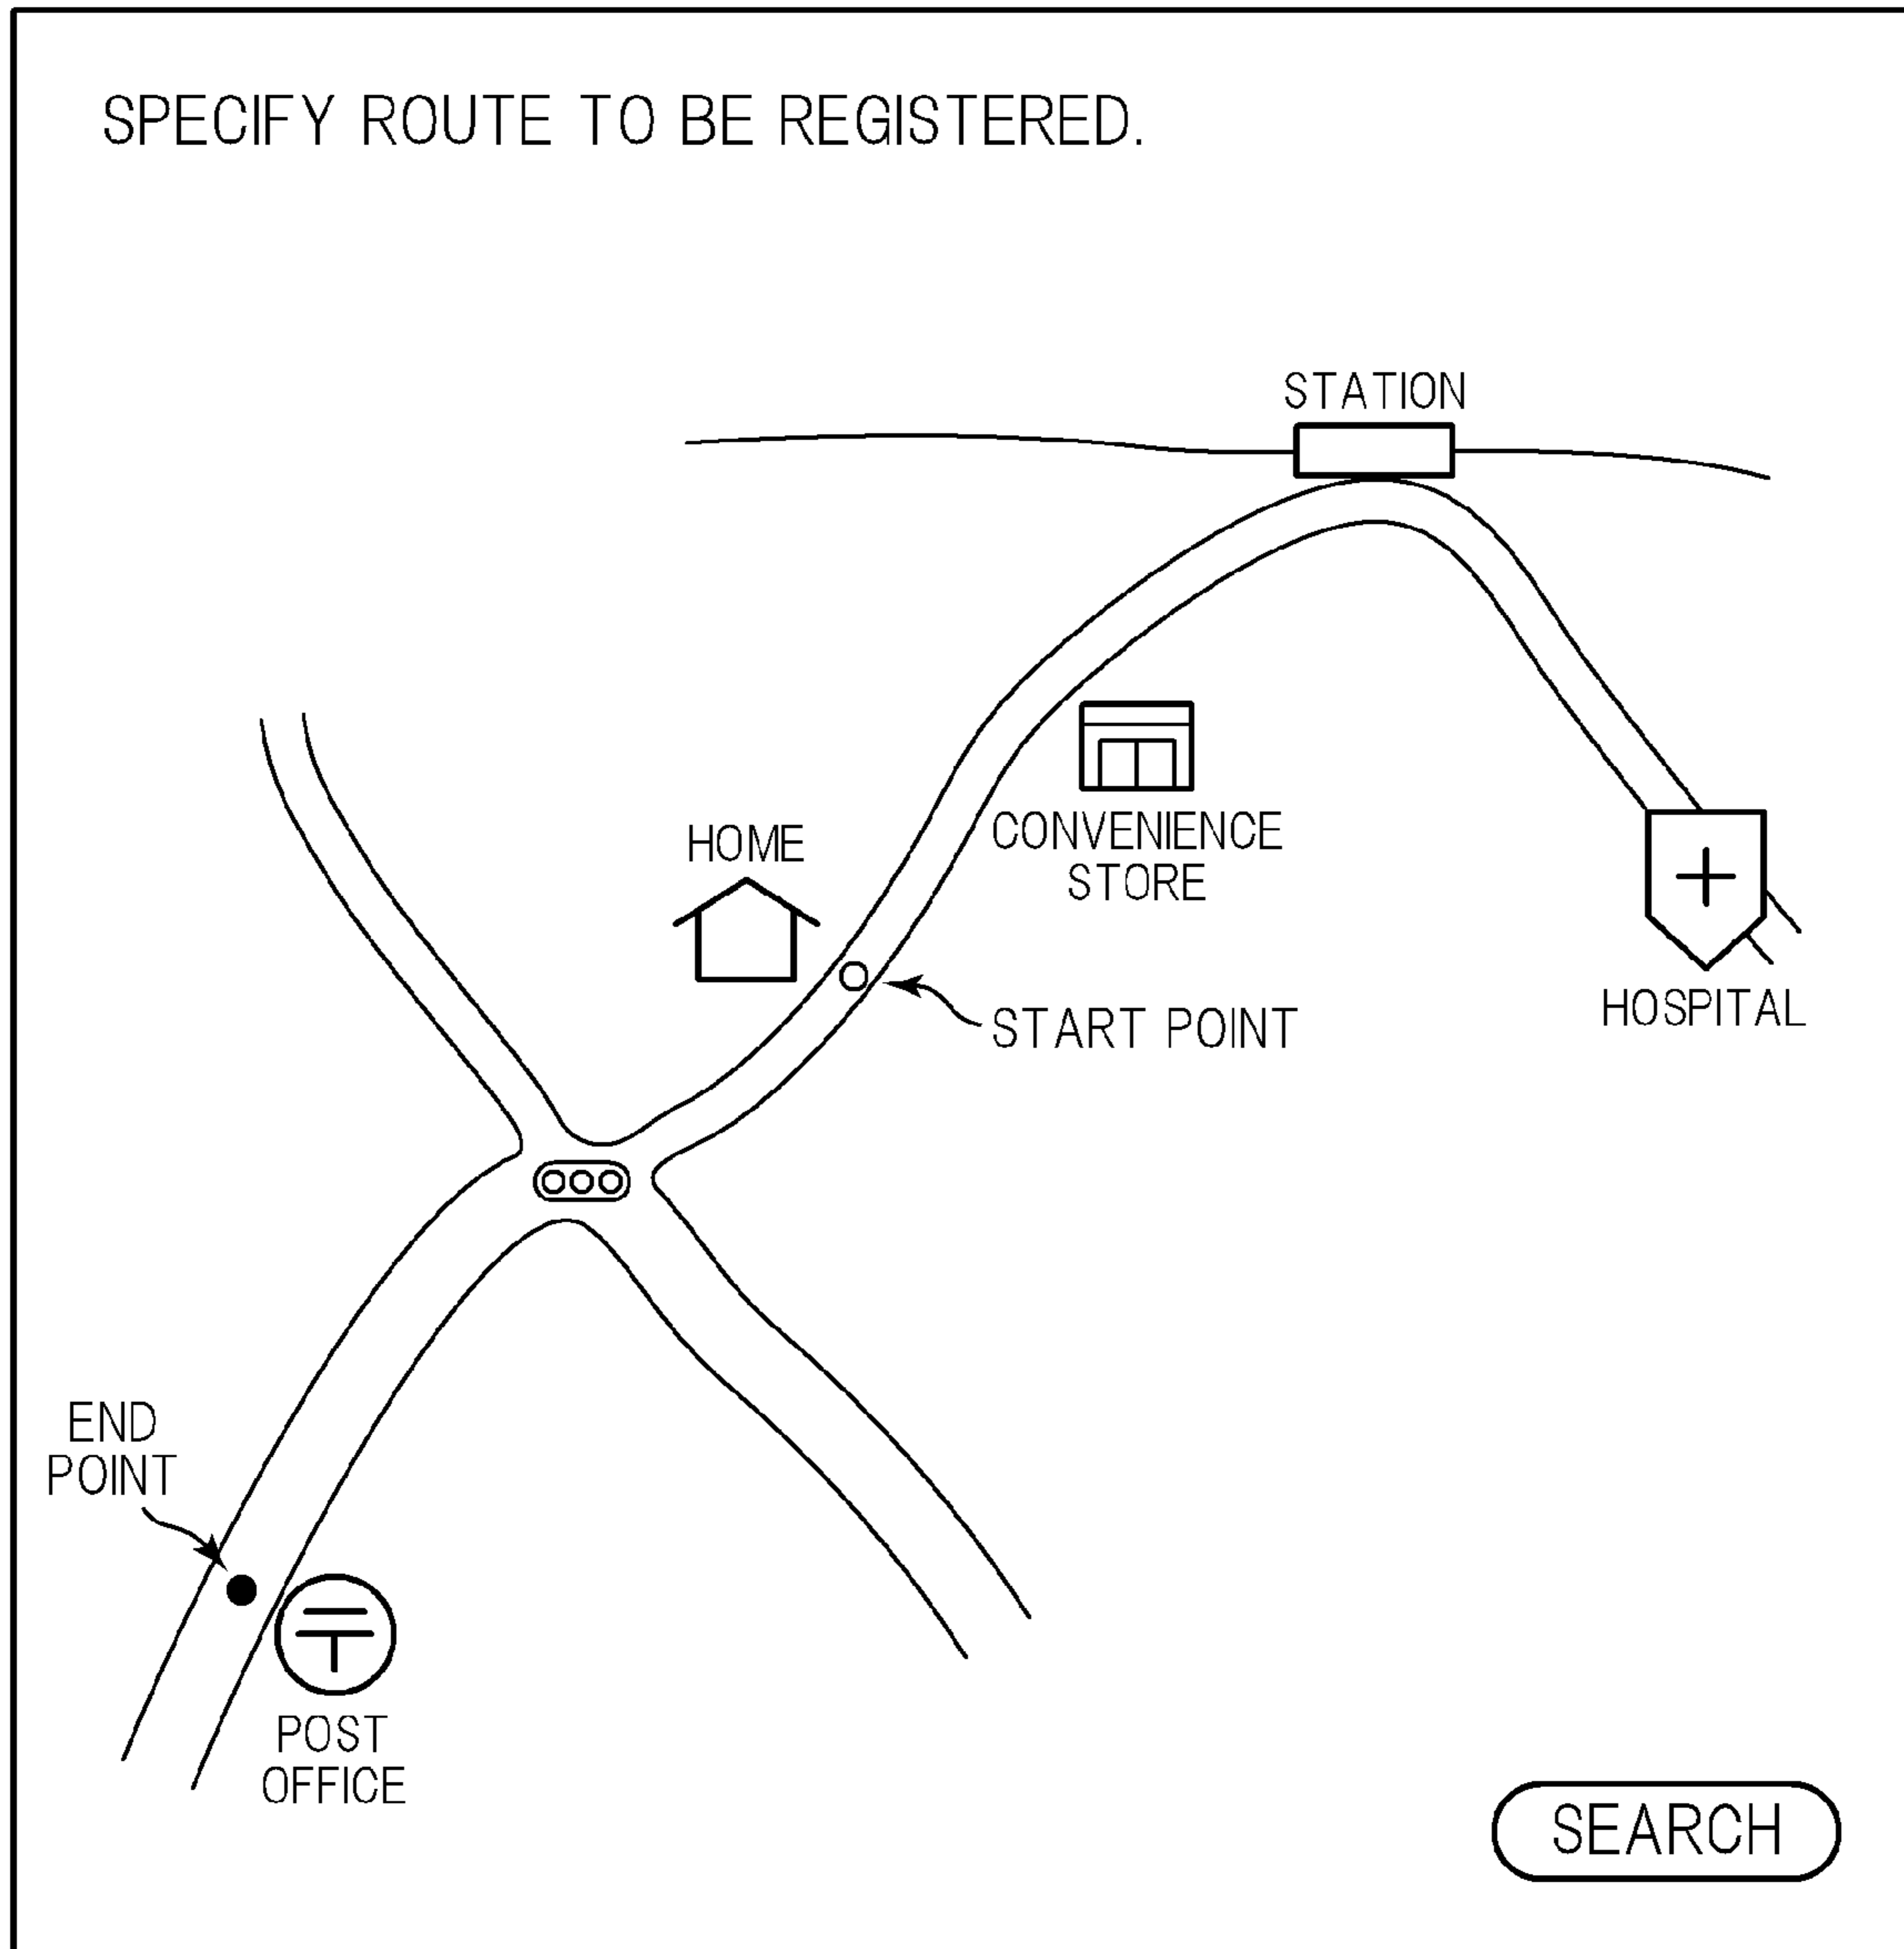 SPECIFY ROUTE TO BE REGISTERED.
STATION
HOME
CONVENIENCE
STORE
HOSPITAL
START POINT
END
POINT
POST
OFFICE
SEARCH